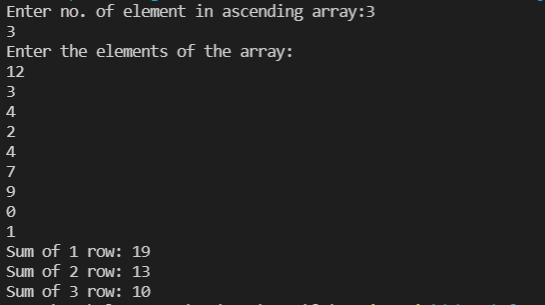 Enter no. of element in ascending array:3
3
Enter the elements of the array:
12
3
4
2
4
7
9
0
1
Sum of 1 row: 19
Sum of 2 row: 13
Sum of 3 row: 10